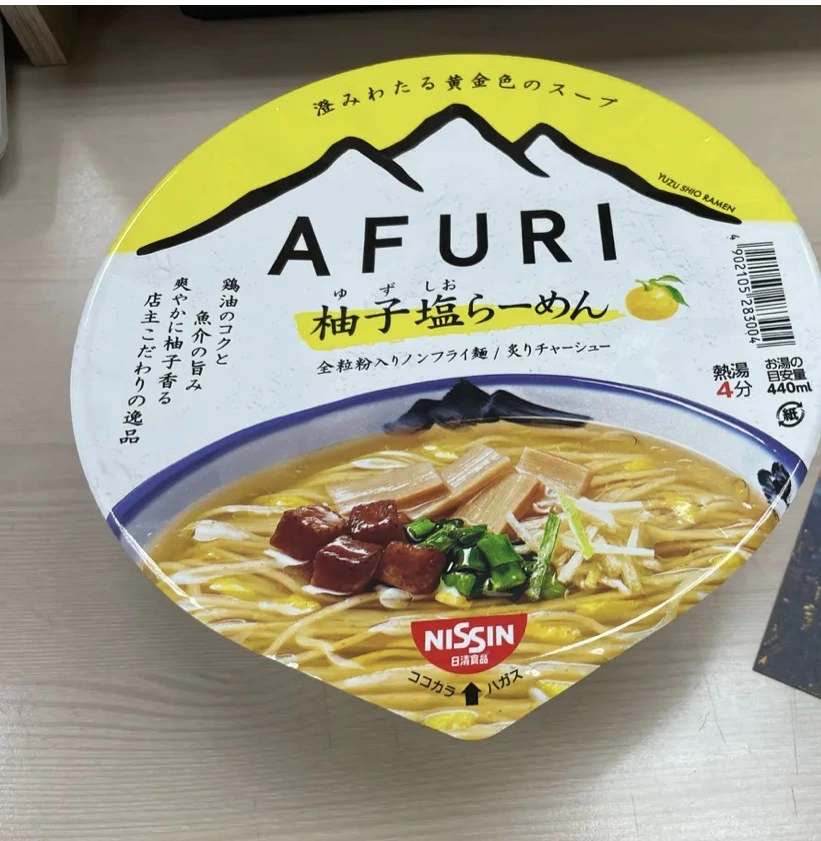 澄みわたる黄金色のスープ
YUZU SHIO RAMEN
AFURI
ゆ ず しお
柚子塩らーめん
全粒粉入りノンフライ麺 / 炙りチャーシュー
鶏油のコクと
魚介の旨み
爽やかに柚子香る
店主こだわりの逸品
4 902105 283004
熱湯
4分
お湯の
目安量
440ml
紙
NISSIN
日清食品
ココカラ ハガス